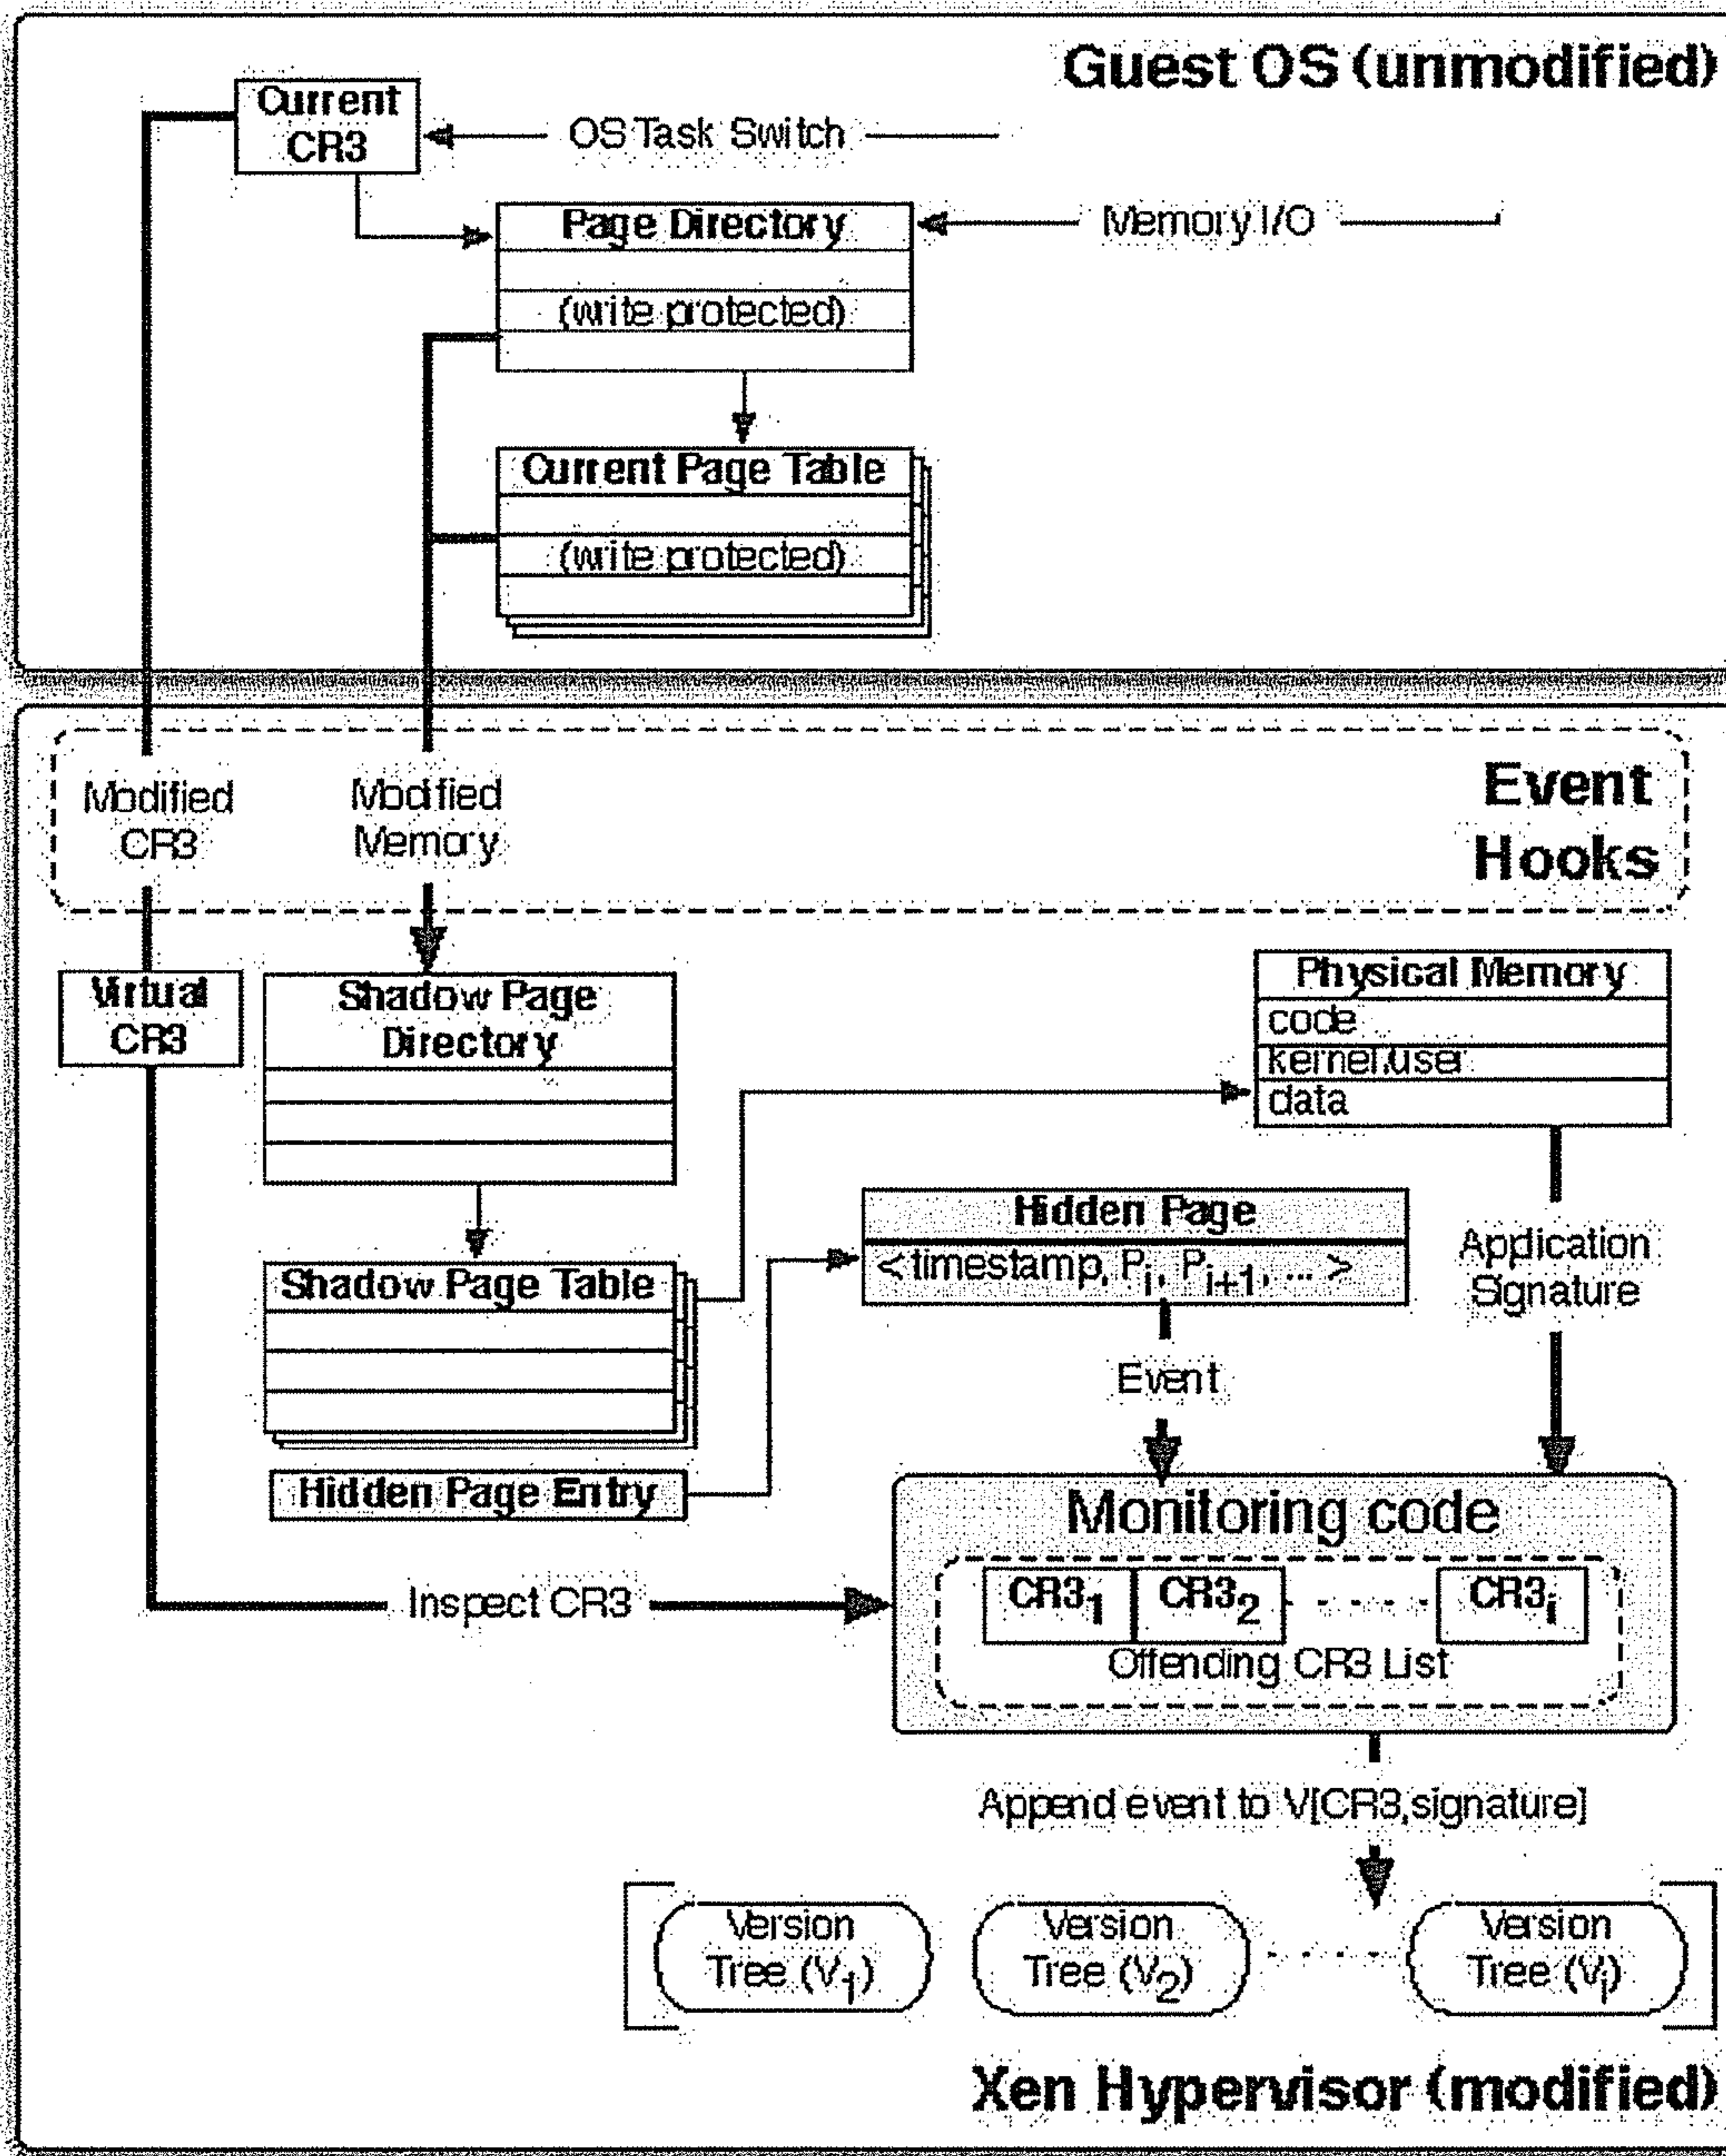 Guest OS (unmodified)
Current
CR3
OS Task Switch
Page Directory
Memory I/O
(write protected)
Current Page Table
(write protected)
Event
Hooks
Modified
CR3
Modified
Memory
Virtual
CR3
Shadow Page
Directory
Physical Memory
code
kernel,user
data
Hidden Page
<timestamp, Pi, Pi+1, ... >
Application
Signature
Shadow Page Table
Event
Hidden Page Entry
Monitoring code
CR31 CR32 CR3i
Offending CR3 List
Inspect CR3
Append event to V[CR3,signature]
Version
Tree (V1)
Version
Tree (V2)
Version
Tree (Vi)
Xen Hypervisor (modified)